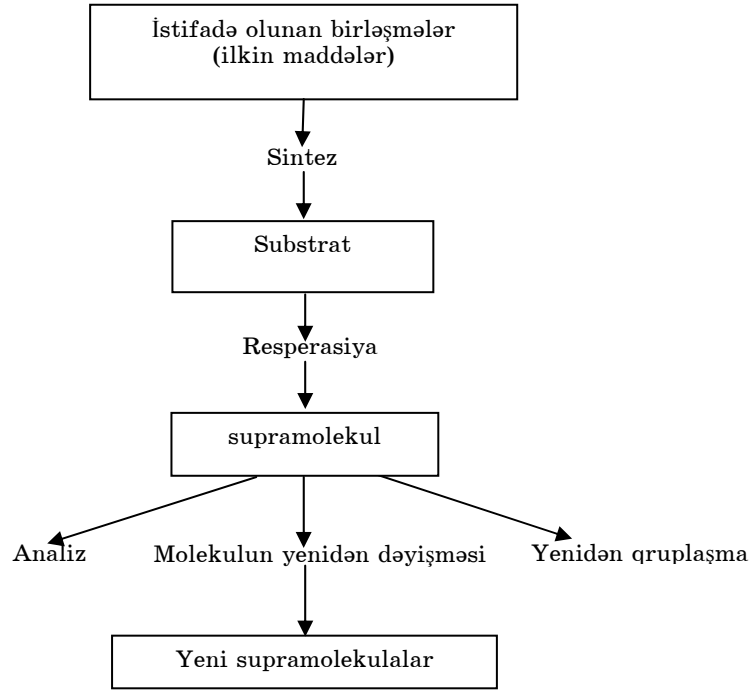 İstifadə olunan birləşmələr
(ilkin maddələr)
Sintez
Substrat
Resperasiya
supramolekul
Analiz Molekulun yenidən dəyişməsi Yenidən qruplaşma
Yeni supramolekulalar